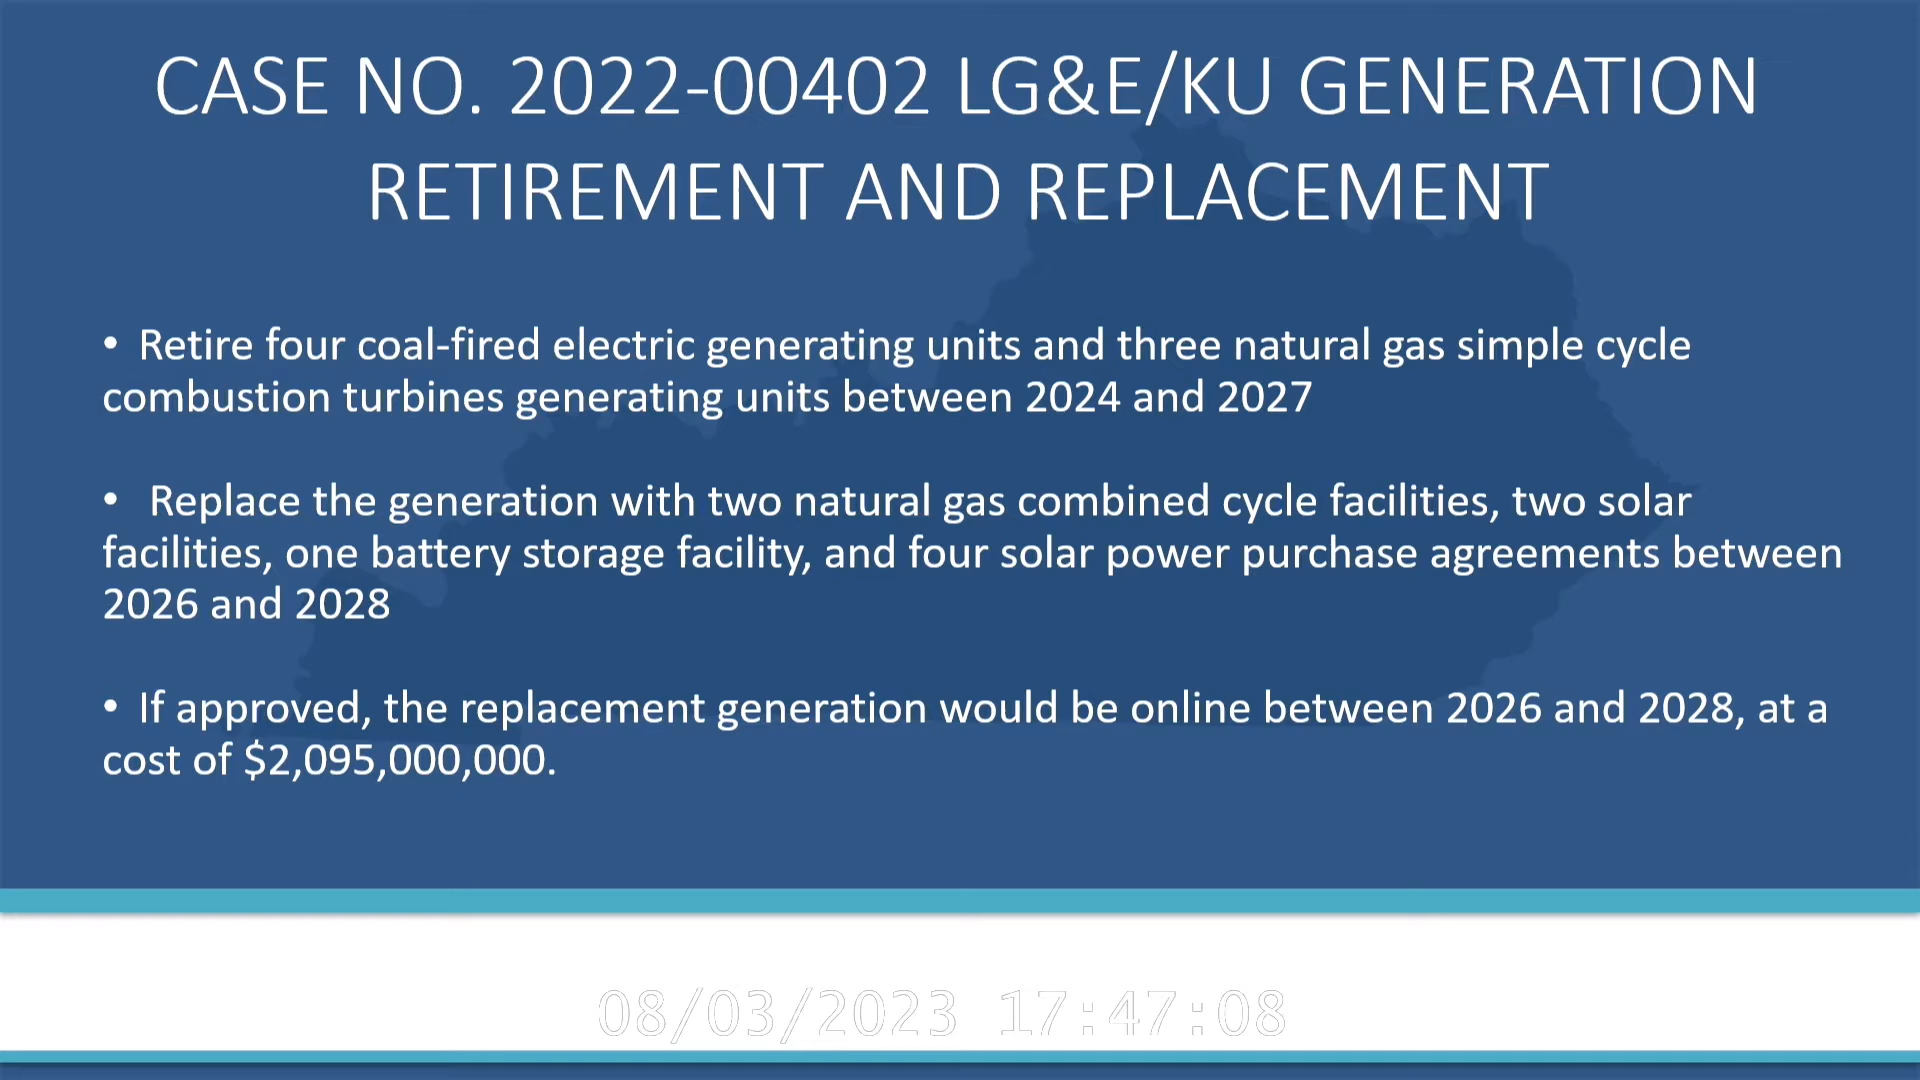 CASE NO. 2022-00402 LG&E/KU GENERATION
RETIREMENT AND REPLACEMENT
• Retire four coal-fired electric generating units and three natural gas simple cycle
combustion turbines generating units between 2024 and 2027
• Replace the generation with two natural gas combined cycle facilities, two solar
facilities, one battery storage facility, and four solar power purchase agreements between
2026 and 2028
• If approved, the replacement generation would be online between 2026 and 2028, at a
cost of $2,095,000,000.
08/03/2023 17:47:08